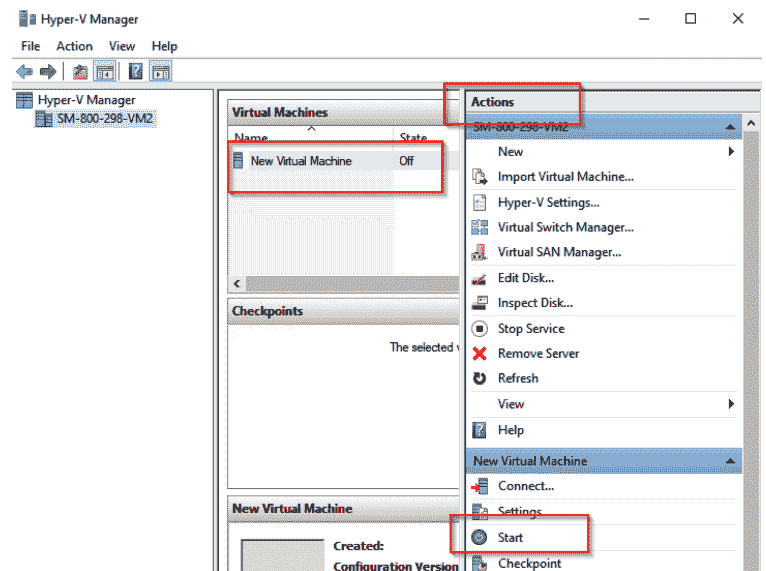 Hyper-V Manager
File Action View Help
Hyper-V Manager
SM-800-298-VM2
Virtual Machines
Name State
New Virtual Machine Off
Checkpoints
The selected
New Virtual Machine
Created:
Configuration Version
Actions
SM-800-298-VM2
New
Import Virtual Machine...
Hyper-V Settings...
Virtual Switch Manager...
Virtual SAN Manager...
Edit Disk...
Inspect Disk...
Stop Service
Remove Server
Refresh
View
Help
New Virtual Machine
Connect...
Settings
Start
Checkpoint